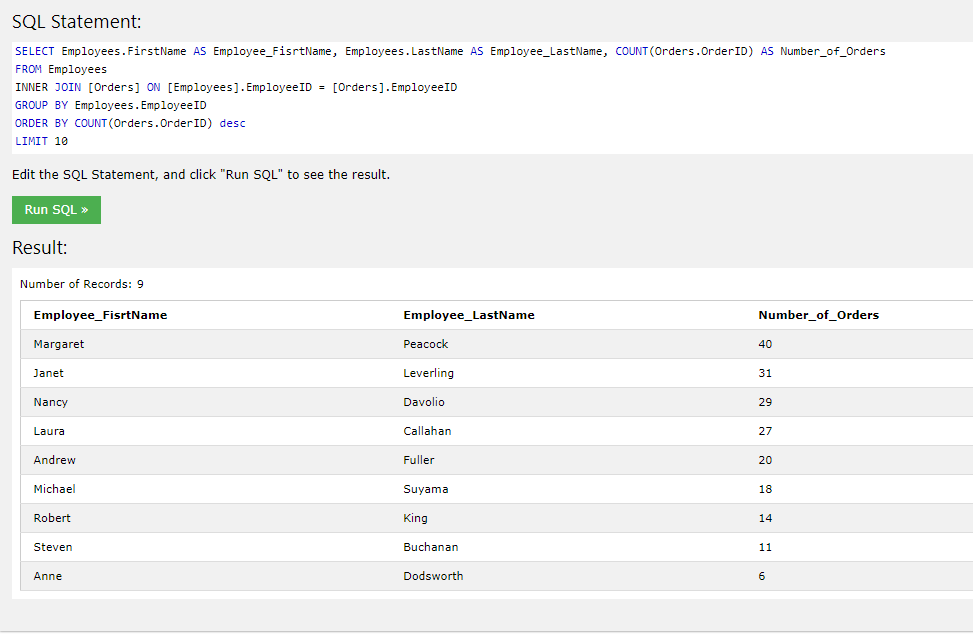 SQL Statement:
SELECT Employees.FirstName AS Employee_FisrtName, Employees.LastName AS Employee_LastName, COUNT(Orders.OrderID) AS Number_of_Orders
FROM Employees
INNER JOIN [Orders] ON [Employees].EmployeeID = [Orders].EmployeeID
GROUP BY Employees.EmployeeID
ORDER BY COUNT(Orders.OrderID) desc
LIMIT 10
Edit the SQL Statement, and click "Run SQL" to see the result.
Run SQL »
Result:
Number of Records: 9
Employee_FisrtName Employee_LastName Number_of_Orders
Margaret Peacock 40
Janet Leverling 31
Nancy Davolio 29
Laura Callahan 27
Andrew Fuller 20
Michael Suyama 18
Robert King 14
Steven Buchanan 11
Anne Dodsworth 6